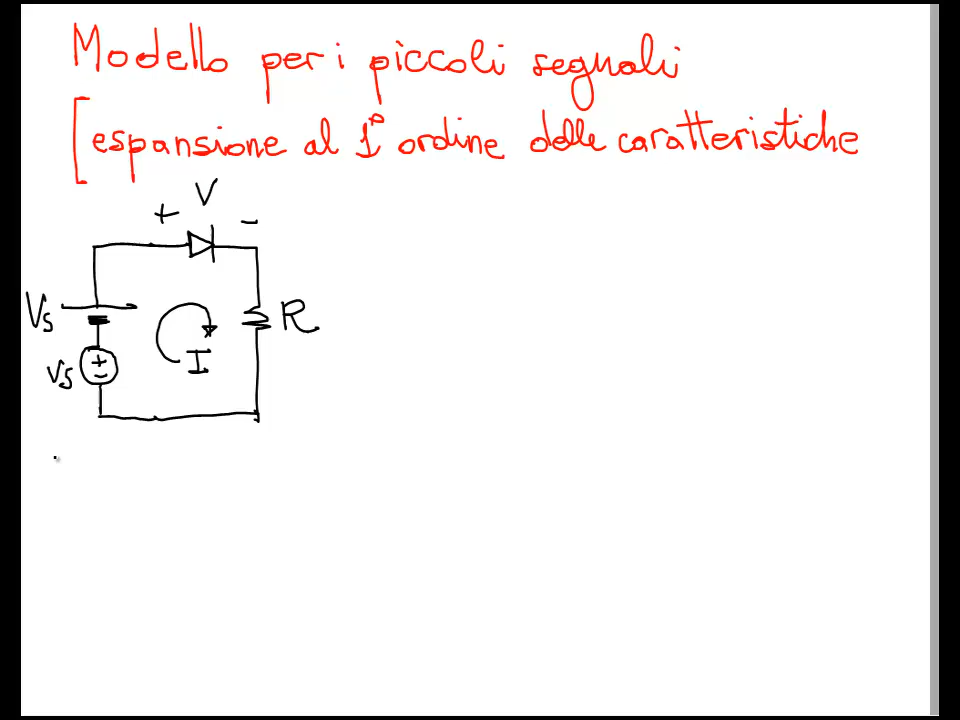 Modello per i piccoli segnali
[espansione al 1° ordine delle caratteristiche
V
+ -
Vs
R
I
vs
+
-